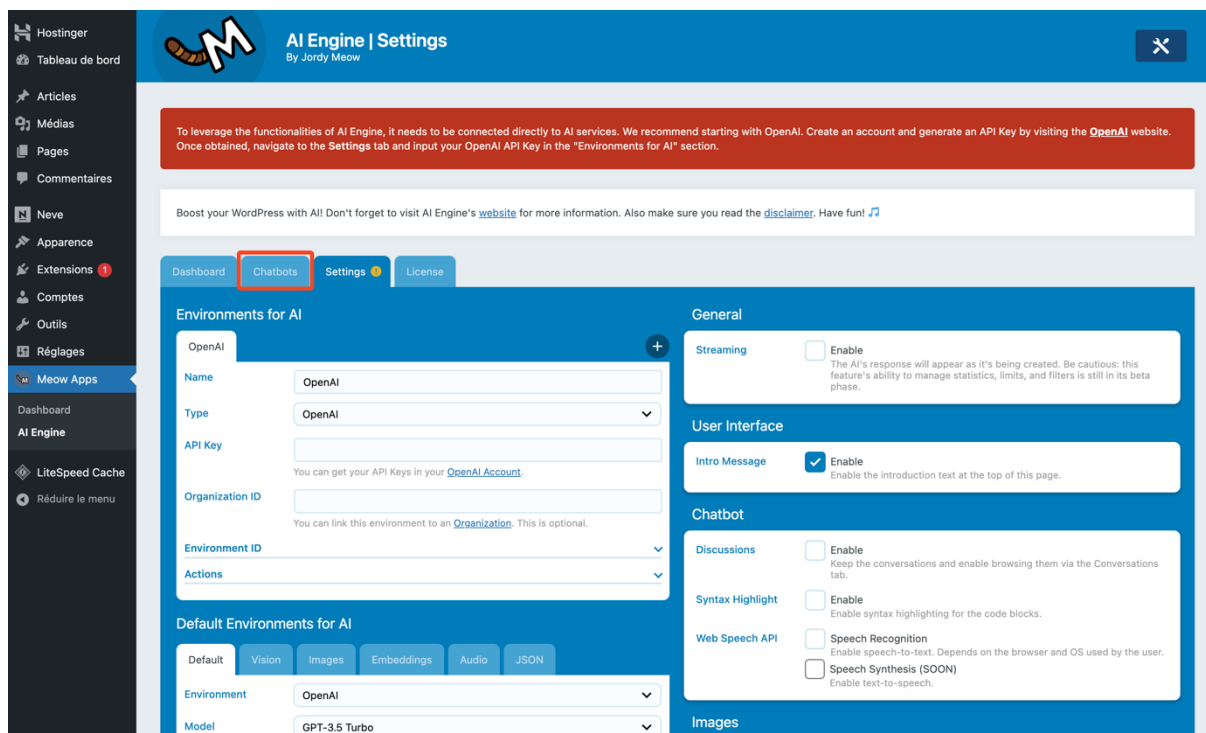 Hostinger
Tableau de bord
Articles
Médias
Pages
Commentaires
Neve
Apparence
Extensions 1
Comptes
Outils
Réglages
Meow Apps
Dashboard
AI Engine
LiteSpeed Cache
Réduire le menu
M
AI Engine | Settings
By Jordy Meow
To leverage the functionalities of AI Engine, it needs to be connected directly to AI services. We recommend starting with OpenAI. Create an account and generate an API Key by visiting the OpenAI website.
Once obtained, navigate to the Settings tab and input your OpenAI API Key in the "Environments for AI" section.
Boost your WordPress with AI! Don't forget to visit AI Engine's website for more information. Also make sure you read the disclaimer. Have fun! 🎵
Dashboard Chatbots Settings ! License
Environments for AI
OpenAI +
Name OpenAI
Type OpenAI
API Key
You can get your API Keys in your OpenAI Account.
Organization ID
You can link this environment to an Organization. This is optional.
Environment ID
Actions
Default Environments for AI
Default Vision Images Embeddings Audio JSON
Environment OpenAI
Model GPT-3.5 Turbo
General
Streaming Enable
The AI's response will appear as it's being created. Be cautious: this
feature's ability to manage statistics, limits, and filters is still in its beta
phase.
User Interface
Intro Message Enable
Enable the introduction text at the top of this page.
Chatbot
Discussions Enable
Keep the conversations and enable browsing them via the Conversations
tab.
Syntax Highlight Enable
Enable syntax highlighting for the code blocks.
Web Speech API Speech Recognition
Enable speech-to-text. Depends on the browser and OS used by the user.
Speech Synthesis (SOON)
Enable text-to-speech.
Images